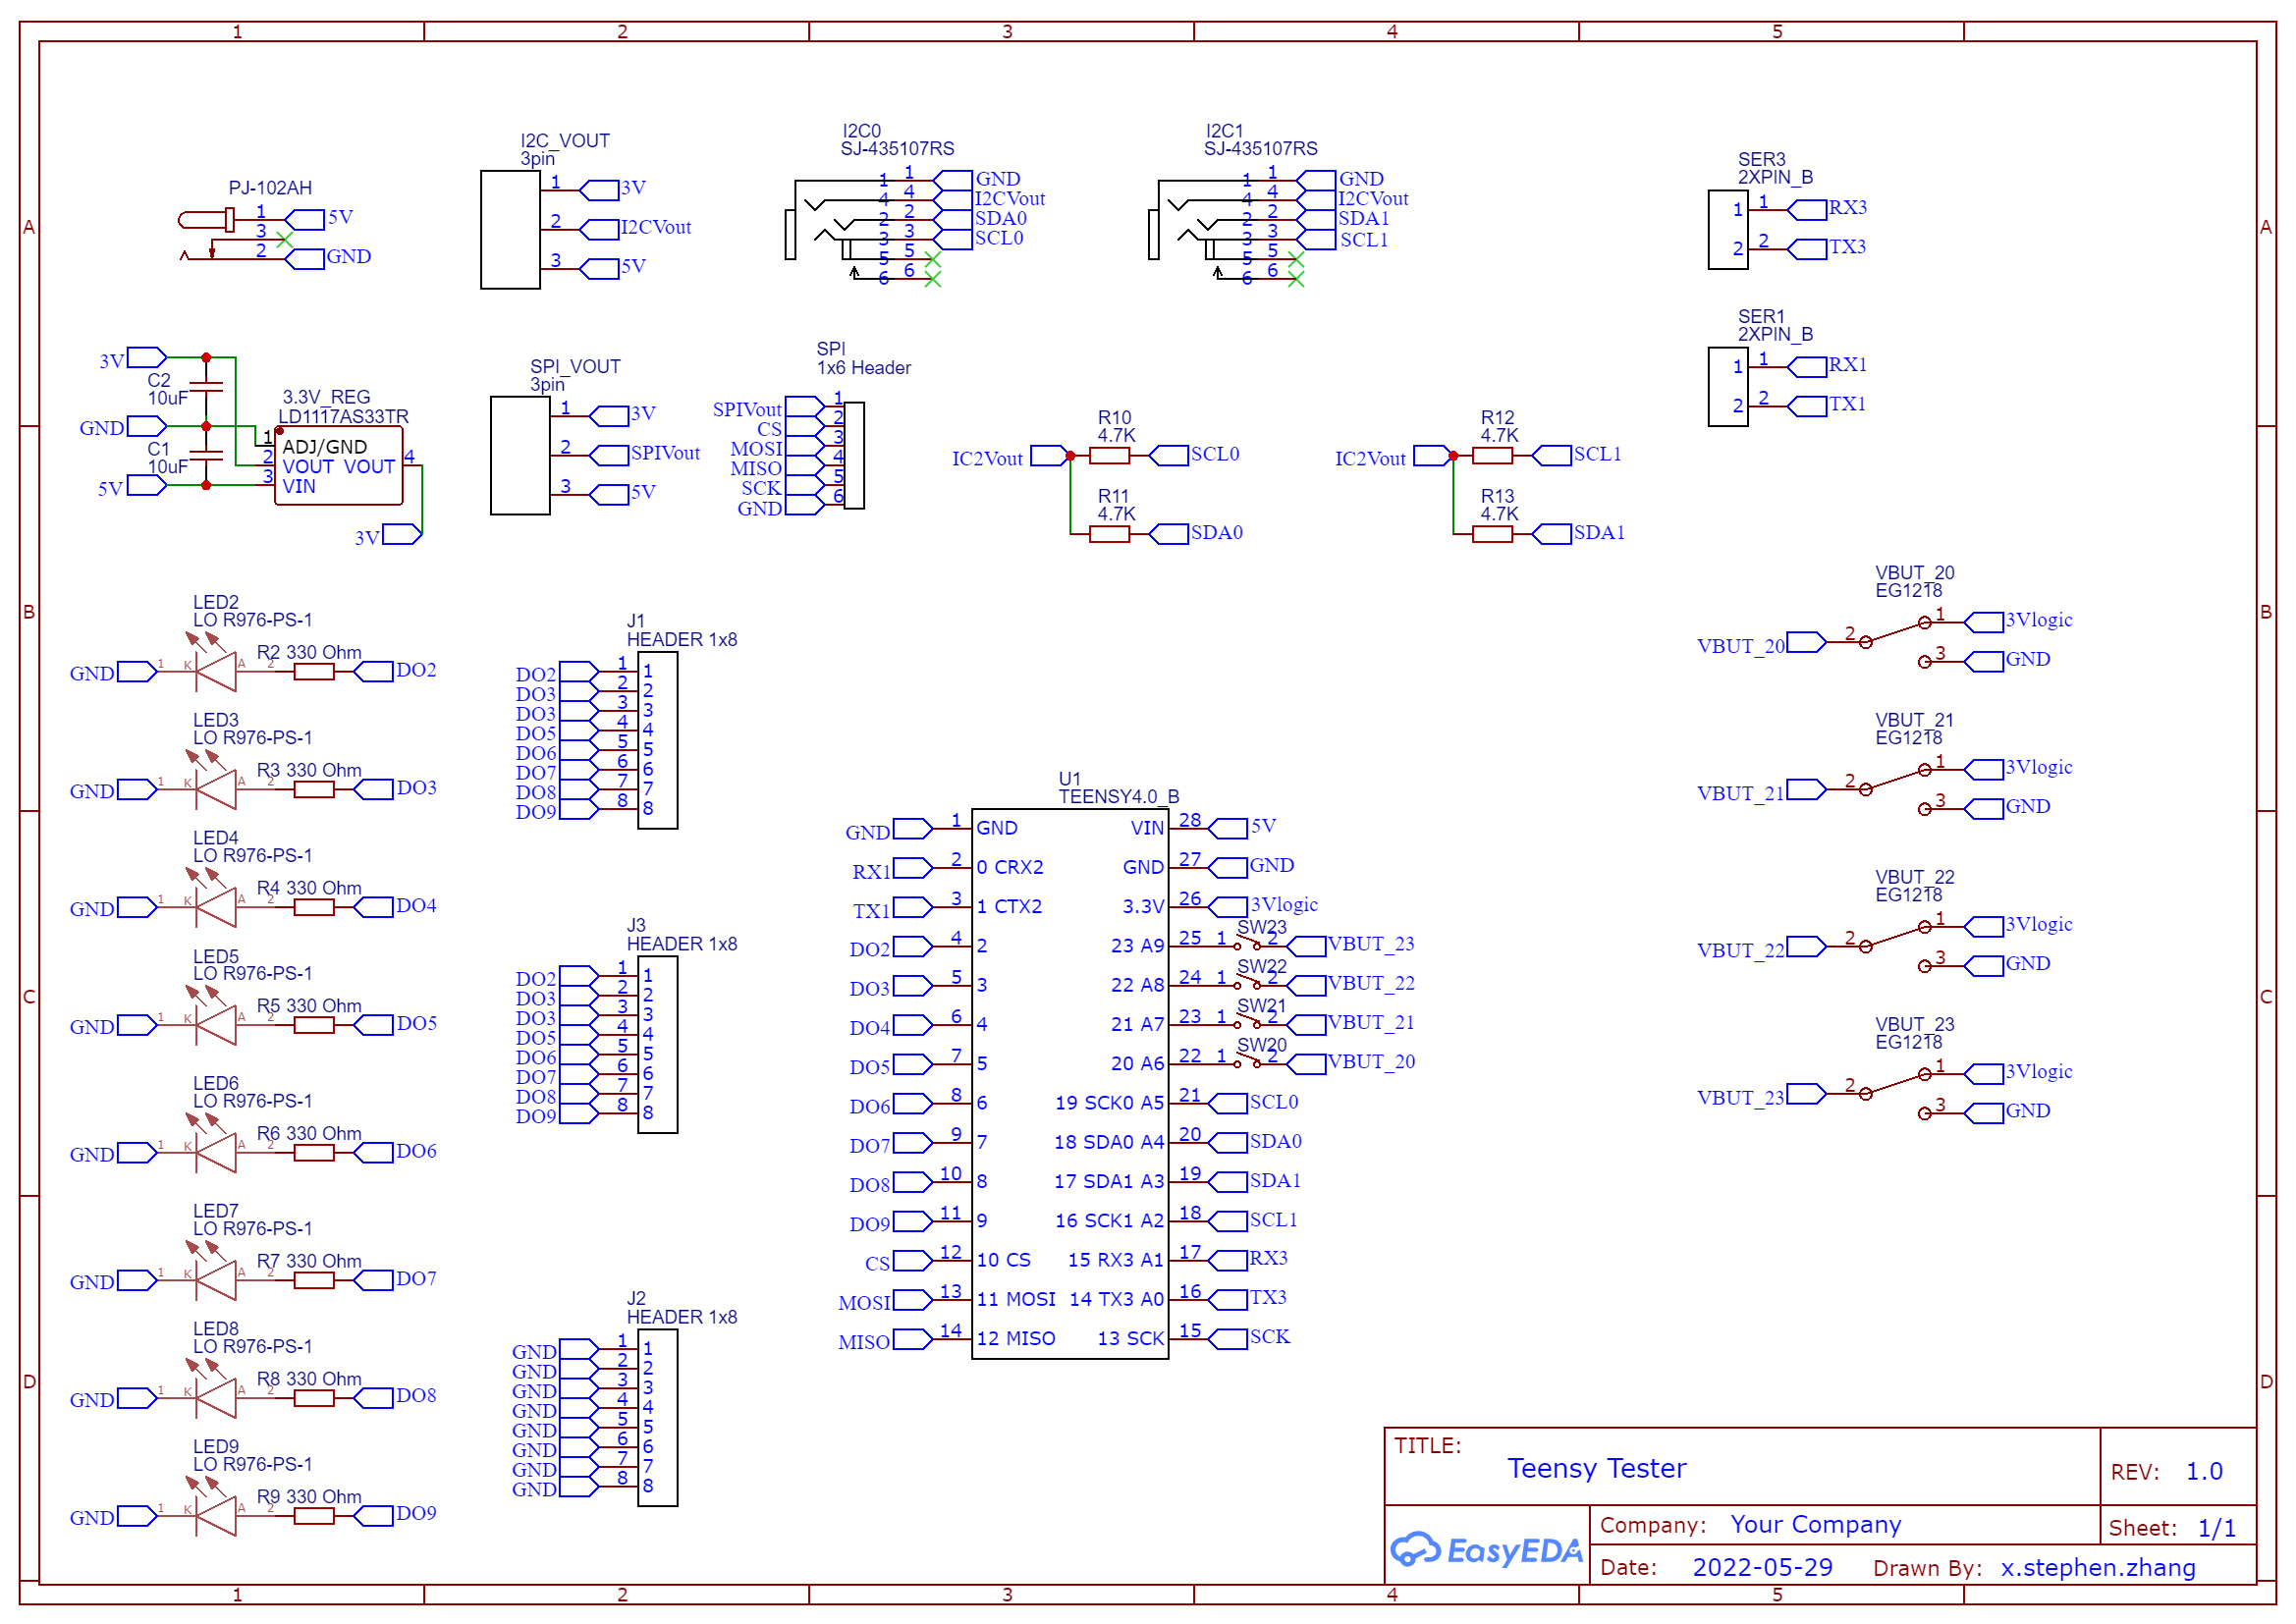 1 2 3 4 5
A
B
C
D
A
B
C
D
1 2 3 4 5
PJ-102AH
1 5V
3
2 GND
I2C_VOUT
3pin
1 3V
2 I2CVout
3 5V
I2C0
SJ-435107RS
1 1 GND
4 4 I2CVout
2 2 SDA0
3 3 SCL0
5 5
6 6
I2C1
SJ-435107RS
1 1 GND
4 4 I2CVout
2 2 SDA1
3 3 SCL1
5 5
6 6
SER3
2XPIN_B
1 1 RX3
2 2 TX3
SER1
2XPIN_B
1 1 RX1
2 2 TX1
3V
C2
10uF
GND
C1
10uF
5V
3.3V_REG
LD1117AS33TR
1 ADJ/GND
2 VOUT VOUT 4
3 VIN
3V
SPI_VOUT
3pin
1 3V
2 SPIVout
3 5V
SPI
1x6 Header
SPIVout 1
CS 2
MOSI 3
MISO 4
SCK 5
GND 6
R10
4.7K
IC2Vout SCL0
R11
4.7K
SDA0
R12
4.7K
IC2Vout SCL1
R13
4.7K
SDA1
LED2
LO R976-PS-1
R2 330 Ohm
GND 1 K A 2 DO2
LED3
LO R976-PS-1
R3 330 Ohm
GND 1 K A 2 DO3
LED4
LO R976-PS-1
R4 330 Ohm
GND 1 K A 2 DO4
LED5
LO R976-PS-1
R5 330 Ohm
GND 1 K A 2 DO5
LED6
LO R976-PS-1
R6 330 Ohm
GND 1 K A 2 DO6
LED7
LO R976-PS-1
R7 330 Ohm
GND 1 K A 2 DO7
LED8
LO R976-PS-1
R8 330 Ohm
GND 1 K A 2 DO8
LED9
LO R976-PS-1
R9 330 Ohm
GND 1 K A 2 DO9
J1
HEADER 1x8
DO2 1 1
DO3 2 2
DO3 3 3
DO5 4 4
DO6 5 5
DO7 6 6
DO8 7 7
DO9 8 8
J3
HEADER 1x8
DO2 1 1
DO3 2 2
DO3 3 3
DO5 4 4
DO6 5 5
DO7 6 6
DO8 7 7
DO9 8 8
J2
HEADER 1x8
GND 1 1
GND 2 2
GND 3 3
GND 4 4
GND 5 5
GND 6 6
GND 7 7
GND 8 8
U1
TEENSY4.0_B
GND 1 GND VIN 28 5V
RX1 2 0 CRX2 GND 27 GND
TX1 3 1 CTX2 3.3V 26 3Vlogic
SW23
DO2 4 2 23 A9 25 1 2 VBUT_23
SW22
DO3 5 3 22 A8 24 1 2 VBUT_22
SW21
DO4 6 4 21 A7 23 1 2 VBUT_21
SW20
DO5 7 5 20 A6 22 1 2 VBUT_20
DO6 8 6 19 SCK0 A5 21 SCL0
DO7 9 7 18 SDA0 A4 20 SDA0
DO8 10 8 17 SDA1 A3 19 SDA1
DO9 11 9 16 SCK1 A2 18 SCL1
CS 12 10 CS 15 RX3 A1 17 RX3
MOSI 13 11 MOSI 14 TX3 A0 16 TX3
MISO 14 12 MISO 13 SCK 15 SCK
VBUT_20
EG1218
1 3Vlogic
VBUT_20 2
3 GND
VBUT_21
EG1218
1 3Vlogic
VBUT_21 2
3 GND
VBUT_22
EG1218
1 3Vlogic
VBUT_22 2
3 GND
VBUT_23
EG1218
1 3Vlogic
VBUT_23 2
3 GND
TITLE:
Teensy Tester
REV: 1.0
EasyEDA
Company: Your Company
Sheet: 1/1
Date: 2022-05-29 Drawn By: x.stephen.zhang